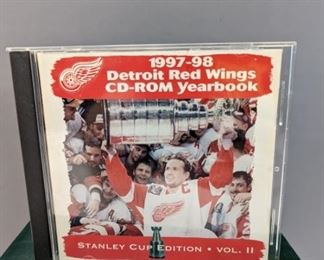 1997-98
Detroit Red Wings
CD-ROM Yearbook
C
STANLEY CUP EDITION • VOL. II